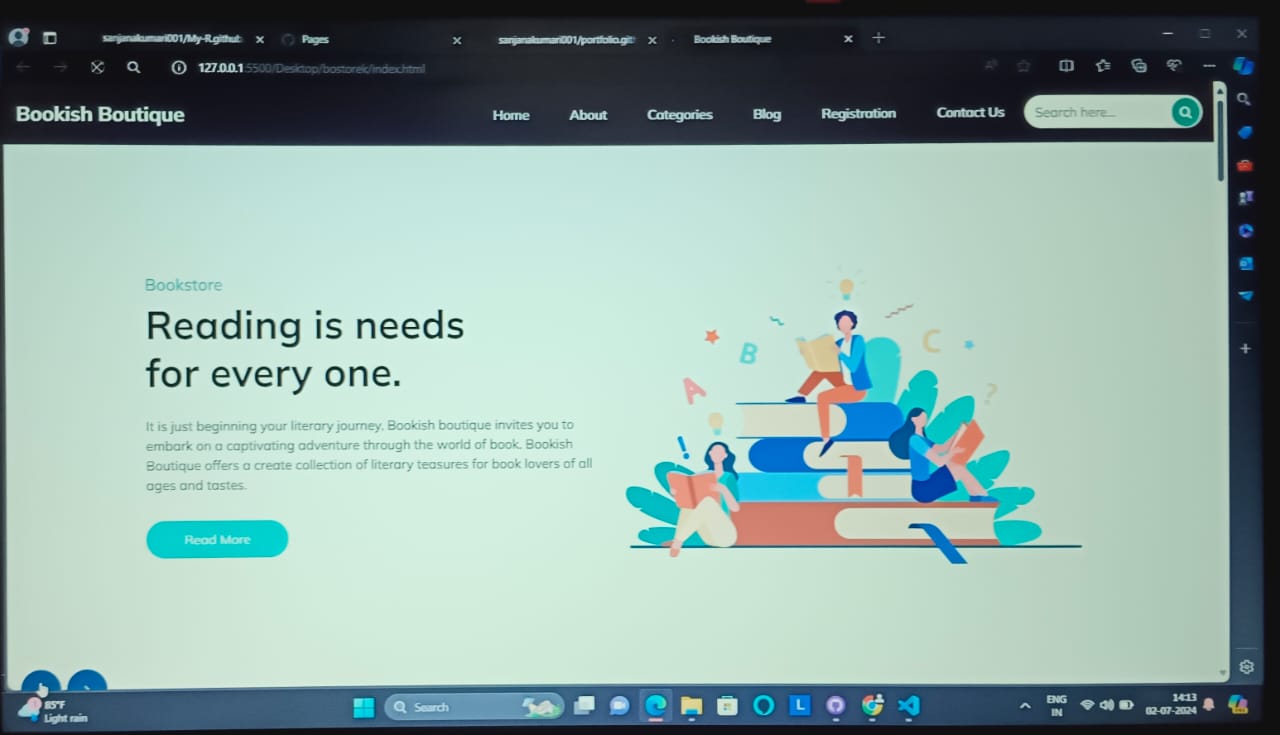 sanjanakumari001/My-R.github:
Pages
sanjanakumari001/portfolio.git
Bookish Boutique
127.0.0.1:5500/Desktop/bostorek/index.html
Bookish Boutique
Home
About
Categories
Blog
Registration
Contact Us
Search here...
Bookstore
Reading is needs
for every one.
It is just beginning your literary journey. Bookish boutique invites you to
embark on a captivating adventure through the world of book. Bookish
Boutique offers a create collection of literary teasures for book lovers of all
ages and tastes.
Read More
A
B
C
?
!
85°F
Light rain
Search
L
ENG
IN
14:13
02-07-2024